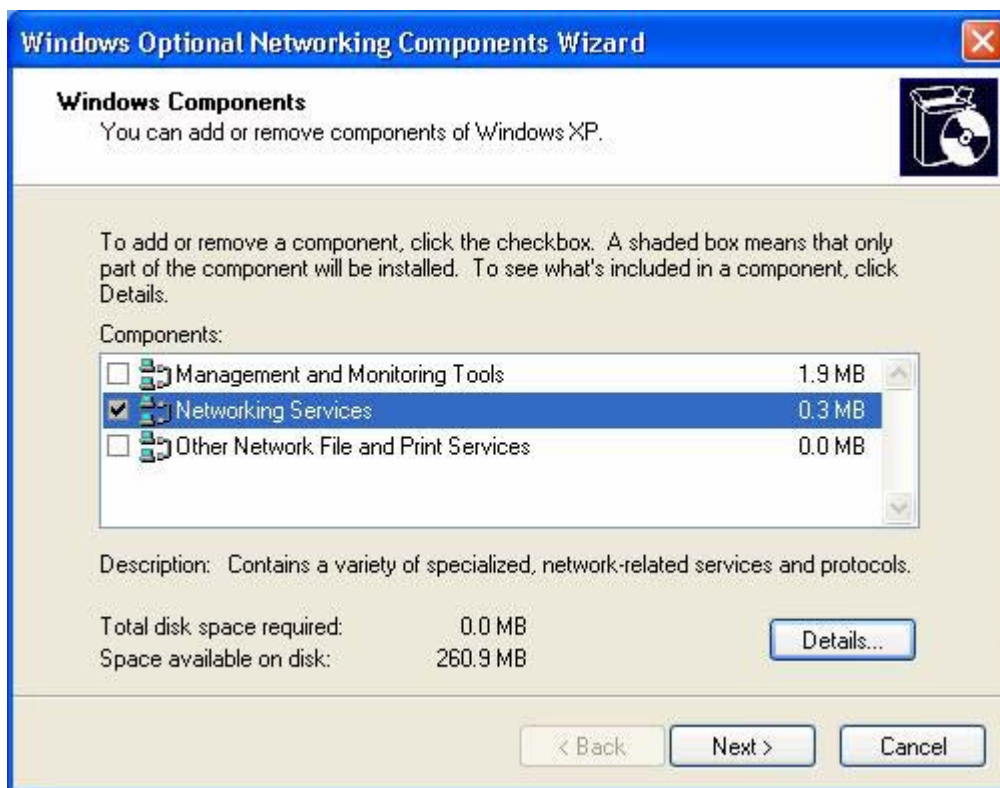 Windows Optional Networking Components Wizard
Windows Components
You can add or remove components of Windows XP.
To add or remove a component, click the checkbox. A shaded box means that only
part of the component will be installed. To see what's included in a component, click
Details.
Components:
Management and Monitoring Tools 1.9 MB
Networking Services 0.3 MB
Other Network File and Print Services 0.0 MB
Description: Contains a variety of specialized, network-related services and protocols.
Total disk space required: 0.0 MB
Space available on disk: 260.9 MB
Details...
< Back Next > Cancel